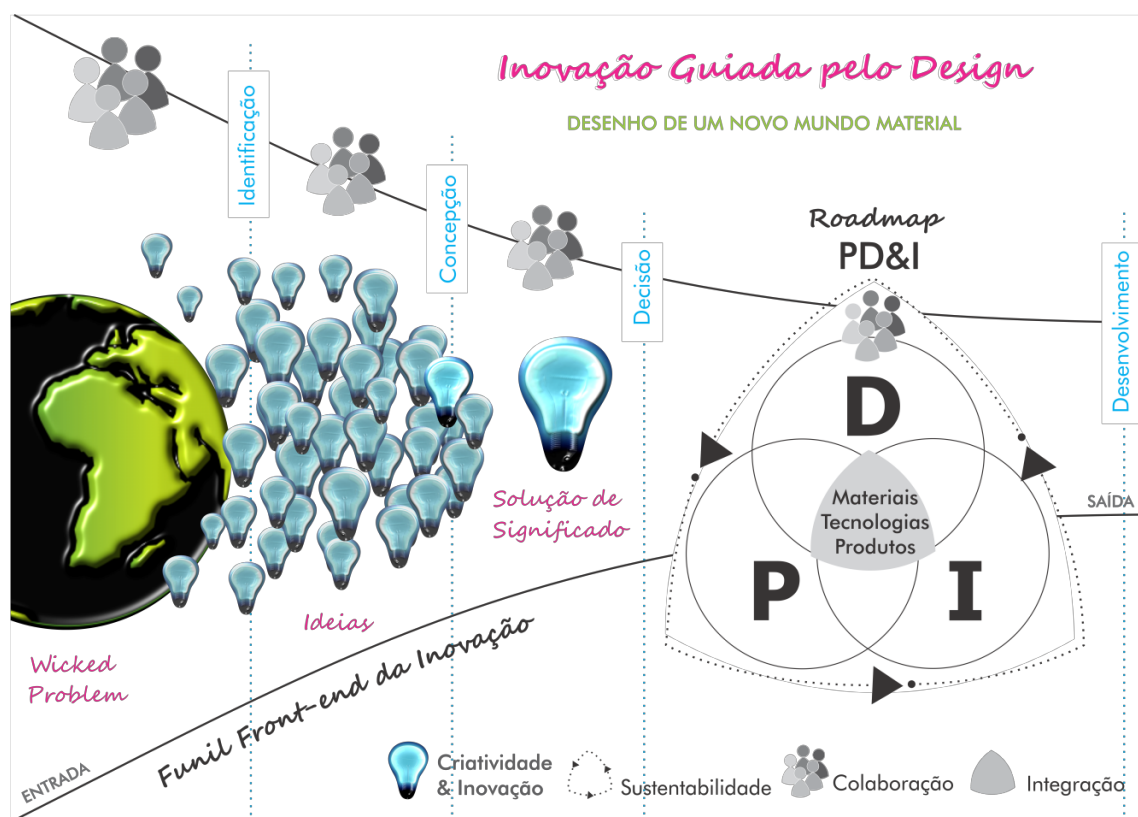 Inovação Guiada pelo Design
DESENHO DE UM NOVO MUNDO MATERIAL
Identificação
Concepção
Decisão
Desenvolvimento
Roadmap
PD&I
D
P
I
Materiais
Tecnologias
Produtos
SAÍDA
Solução de
Significado
Ideias
Wicked
Problem
Funil Front-end da Inovação
ENTRADA
Criatividade
& Inovação
Sustentabilidade
Colaboração
Integração